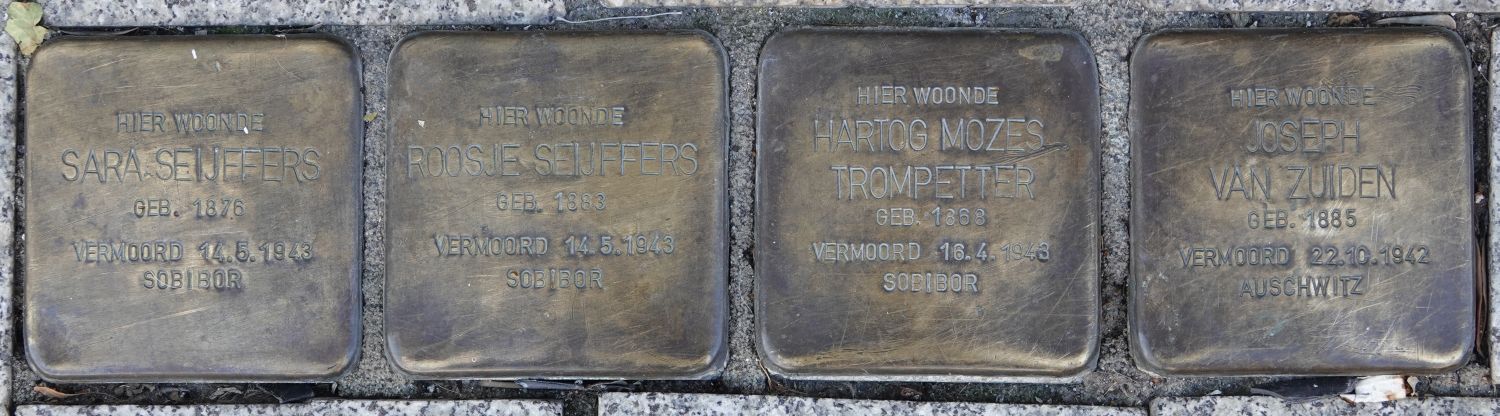 HIER WOONDE
SARA SEIJFFERS
GEB. 1876
VERMOORD 14.5.1943
SOBIBOR
HIER WOONDE
ROOSJE SEIJFFERS
GEB. 1883
VERMOORD 14.5.1943
SOBIBOR
HIER WOONDE
HARTOG MOZES
TROMPETTER
GEB. 1868
VERMOORD 16.4.1943
SOBIBOR
HIER WOONDE
JOSEPH
VAN ZUIDEN
GEB. 1885
VERMOORD 22.10.1942
AUSCHWITZ